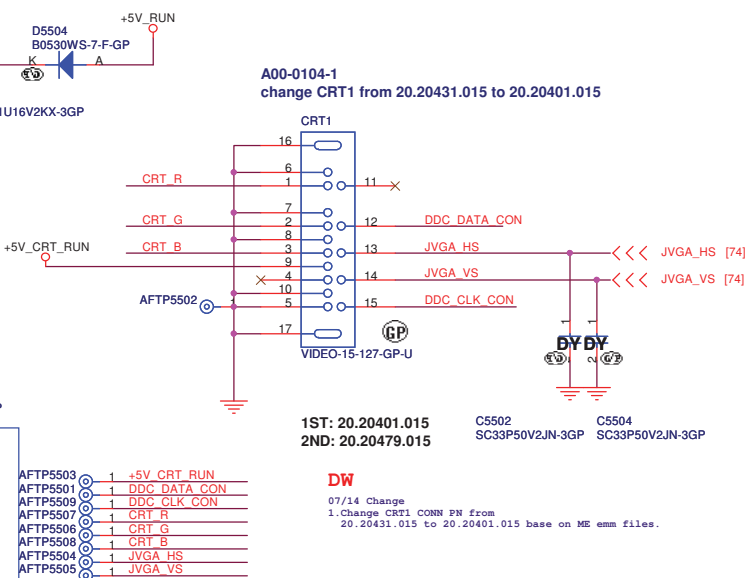 +5V_RUN
D5504
B0530WS-7-F-GP
K A
1U16V2KX-3GP
A00-0104-1
change CRT1 from 20.20431.015 to 20.20401.015
CRT1
16
6
CRT_R 1 11
7
CRT_G 2 12 DDC_DATA_CON
8
+5V_CRT_RUN CRT_B 3 13 JVGA_HS JVGA_HS [74]
9
4 14 JVGA_VS JVGA_VS [74]
10
AFTP5502 1 5 15 DDC_CLK_CON
17 GP
VIDEO-15-127-GP-U
1 1
DY DY
2 GP
1ST: 20.20401.015
2ND: 20.20479.015
C5502 C5504
SC33P50V2JN-3GP SC33P50V2JN-3GP
DW
07/14 Change
1.Change CRT1 CONN PN from
20.20431.015 to 20.20401.015 base on ME emm files.
AFTP5503 1 +5V_CRT_RUN
AFTP5501 1 DDC_DATA_CON
AFTP5509 1 DDC_CLK_CON
AFTP5507 1 CRT_R
AFTP5506 1 CRT_G
AFTP5508 1 CRT_B
AFTP5504 1 JVGA_HS
AFTP5505 1 JVGA_VS